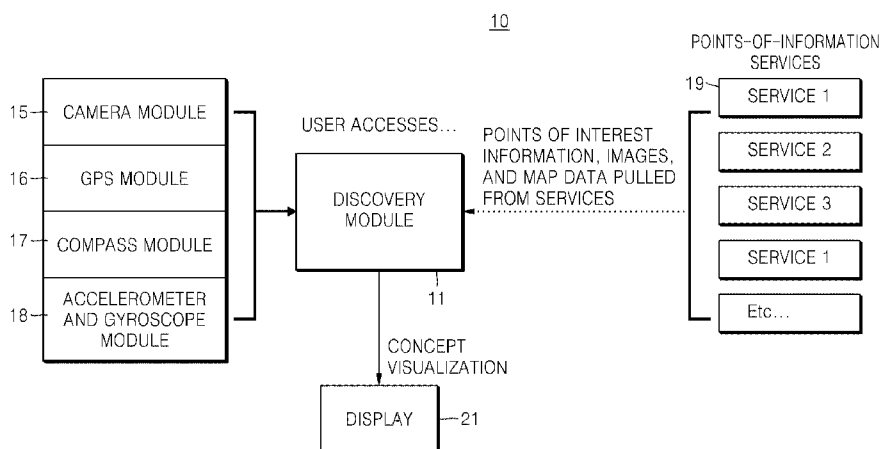 10
POINTS-OF-INFORMATION
SERVICES
15
CAMERA MODULE
16
GPS MODULE
17
COMPASS MODULE
18
ACCELEROMETER
AND GYROSCOPE
MODULE
USER ACCESSES...
DISCOVERY
MODULE
11
POINTS OF INTEREST
INFORMATION, IMAGES,
AND MAP DATA PULLED
FROM SERVICES
19
SERVICE 1
SERVICE 2
SERVICE 3
SERVICE 1
Etc...
CONCEPT
VISUALIZATION
DISPLAY
21